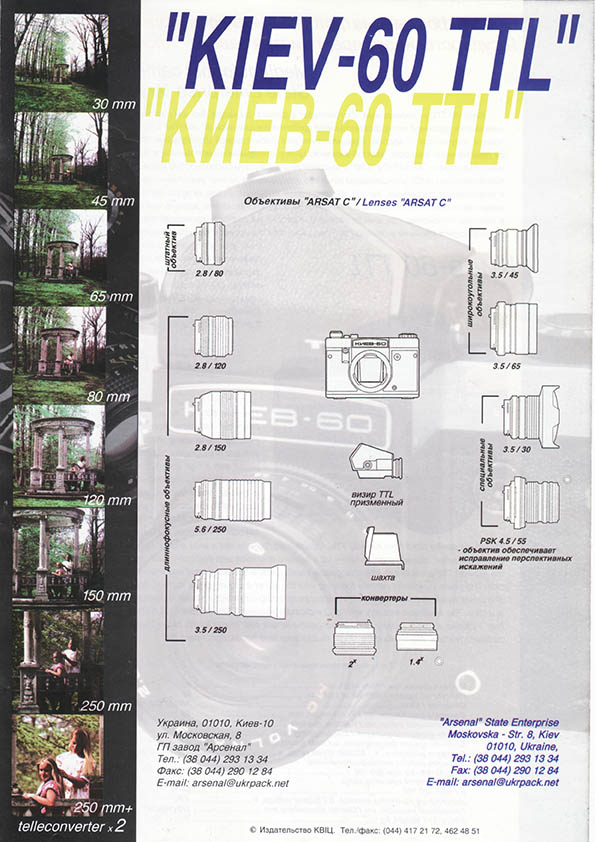 "KIEV-60 TTL"
"КИЕВ-60 TTL"
Объективы "ARSAT C"/ Lenses "ARSAT C"
30 mm
45 mm
65 mm
80 mm
120 mm
150 mm
250 mm
250 mm+
telleconverter x 2
штатный
объектив
2.8 / 80
длиннофокусные объективы
2.8 / 120
2.8 / 150
5.6 / 250
3.5 / 250
КИЕВ-60
визир TTL
призменный
шахта
конвертеры
2x
1.4x
широкоугольные
объективы
3.5 / 45
3.5 / 65
специальные
объективы
3.5 / 30
PSK 4.5 / 55
- объектив обеспечивает
исправление перспективных
искажений
КИЕВ-60
Украина, 01010, Киев-10
ул. Московская, 8
ГП завод "Арсенал"
Тел.: (38 044) 293 13 34
Факс: (38 044) 290 12 84
E-mail: arsenal@ukrpack.net
"Arsenal" State Enterprise
Moskovska - Str. 8, Kiev
01010, Ukraine,
Tel.: (38 044) 293 13 34
Fax: (38 044) 290 12 84
E-mail: arsenal@ukrpack.net
© Издательство КВІЦ. Тел./факс: (044) 417 21 72, 462 48 51